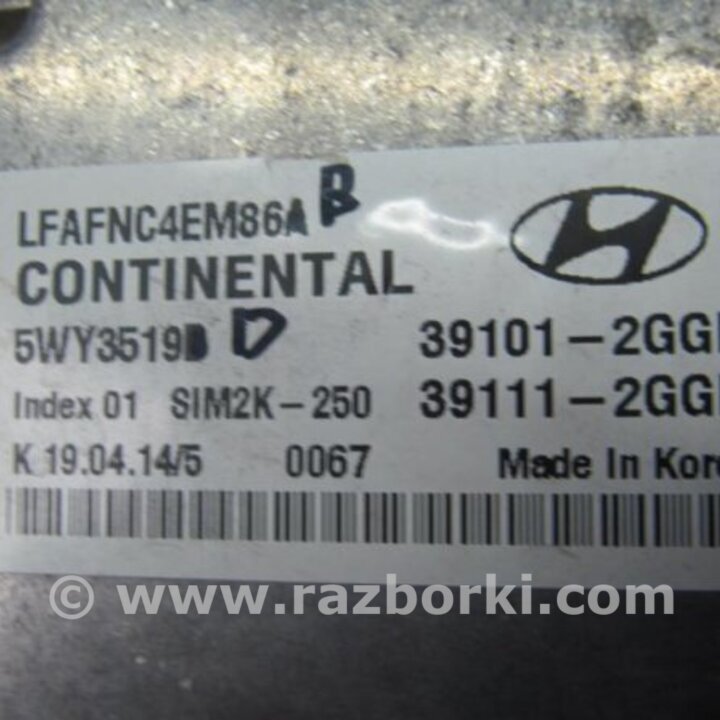 LFAFNC4EM86A B
CONTINENTAL
5WY3519B D 39101-2GG
Index 01 SIM2K-250 39111-2GG
K 19.04.14/5 0067 Made In Kor
© www.razborki.com